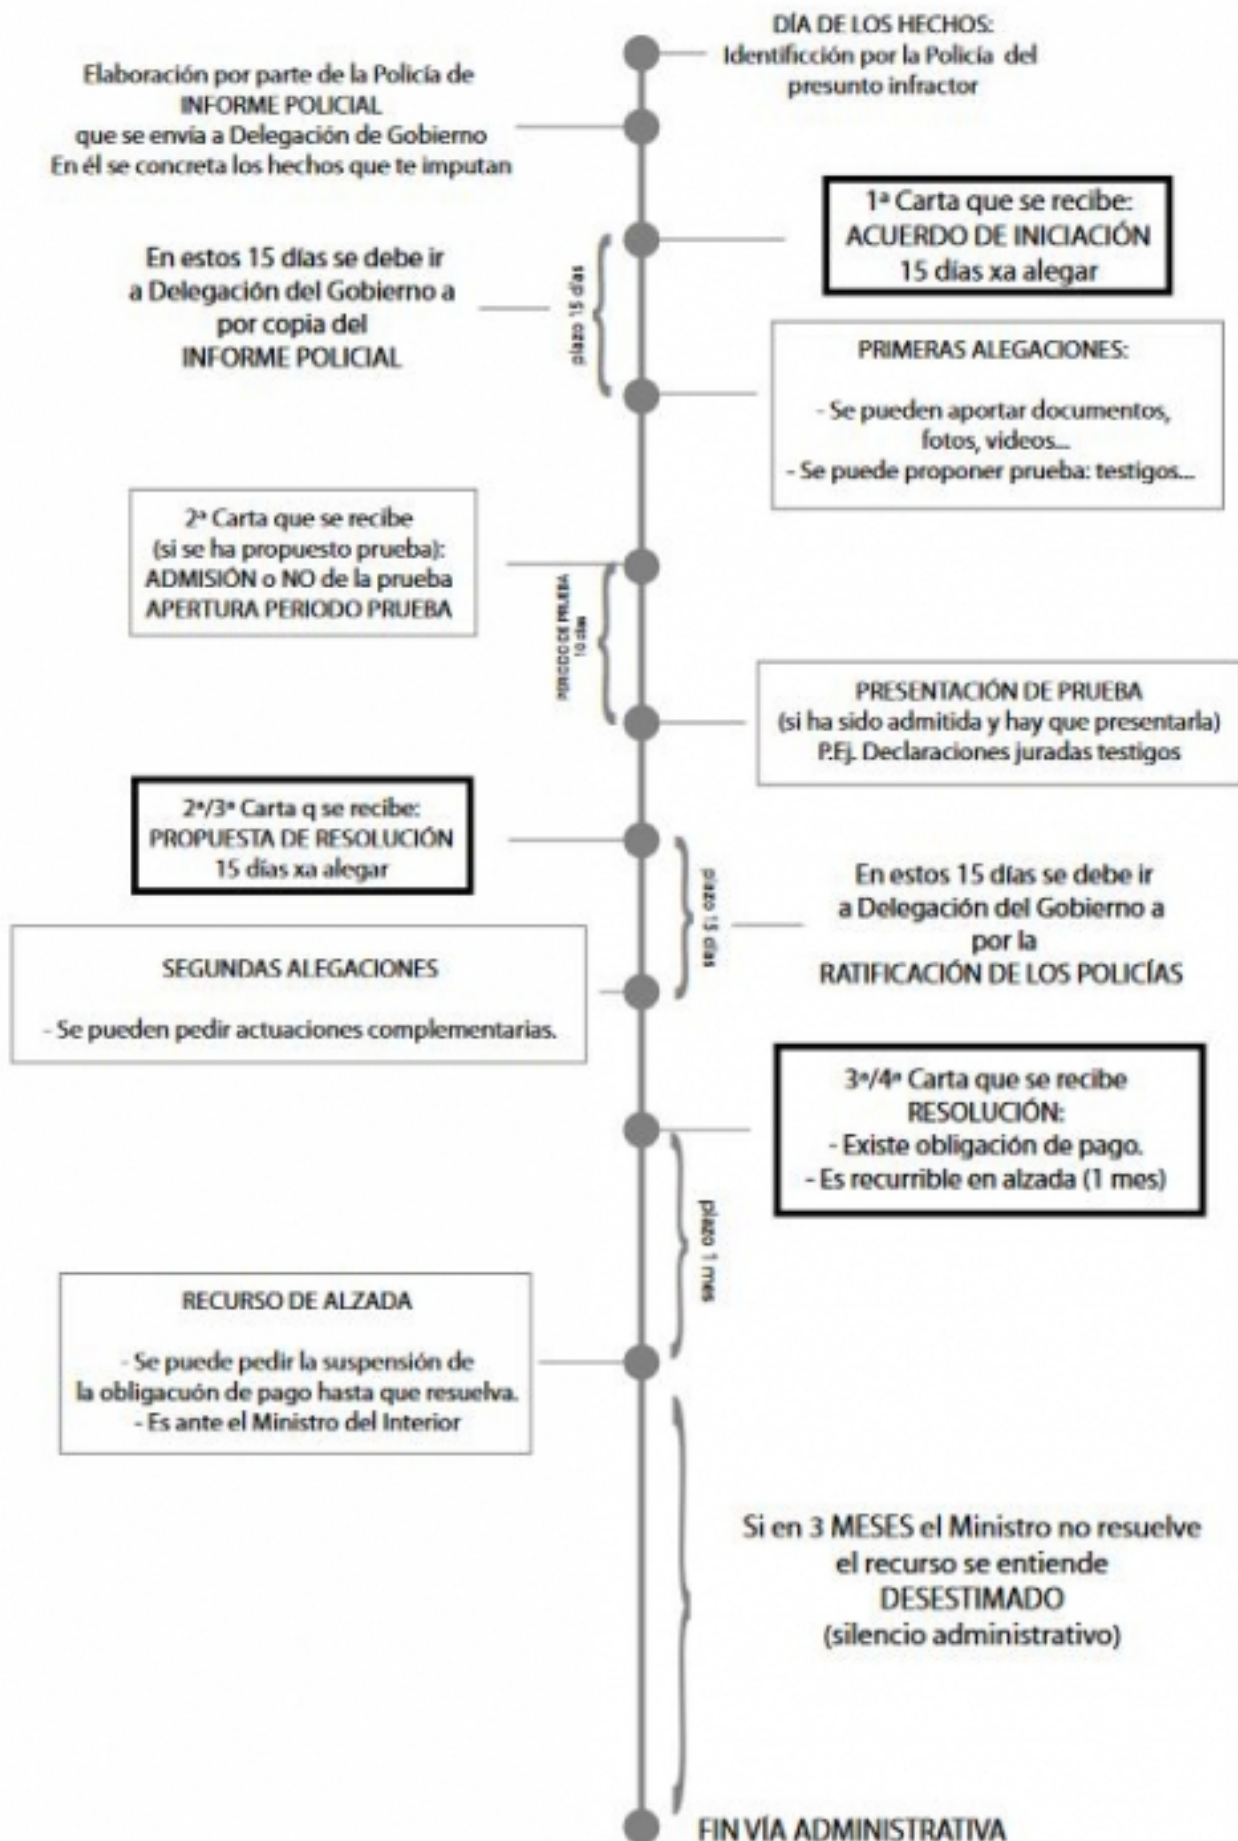 DÍA DE LOS HECHOS:
Identificción por la Policía del
presunto infractor
Elaboración por parte de la Policía de
INFORME POLICIAL
que se envía a Delegación de Gobierno
En él se concreta los hechos que te imputan
1ª Carta que se recibe:
ACUERDO DE INICIACIÓN
15 días xa alegar
En estos 15 días se debe ir
a Delegación del Gobierno a
por copia del
INFORME POLICIAL
plazo 15 días
PRIMERAS ALEGACIONES:
- Se pueden aportar documentos,
fotos, videos...
- Se puede proponer prueba: testigos...
2ª Carta que se recibe
(si se ha propuesto prueba):
ADMISIÓN o NO de la prueba
APERTURA PERIODO PRUEBA
PERIODO DE PRUEBA
10 días
PRESENTACIÓN DE PRUEBA
(si ha sido admitida y hay que presentarla)
P.Ej. Declaraciones juradas testigos
2ª/3ª Carta q se recibe:
PROPUESTA DE RESOLUCIÓN
15 días xa alegar
plazo 15 días
En estos 15 días se debe ir
a Delegación del Gobierno a
por la
RATIFICACIÓN DE LOS POLICÍAS
SEGUNDAS ALEGACIONES
- Se pueden pedir actuaciones complementarias.
3ª/4ª Carta que se recibe
RESOLUCIÓN:
- Existe obligación de pago.
- Es recurrible en alzada (1 mes)
plazo 1 mes
RECURSO DE ALZADA
- Se puede pedir la suspensión de
la obligacuón de pago hasta que resuelva.
- Es ante el Ministro del Interior
Si en 3 MESES el Ministro no resuelve
el recurso se entiende
DESESTIMADO
(silencio administrativo)
FIN VÍA ADMINISTRATIVA